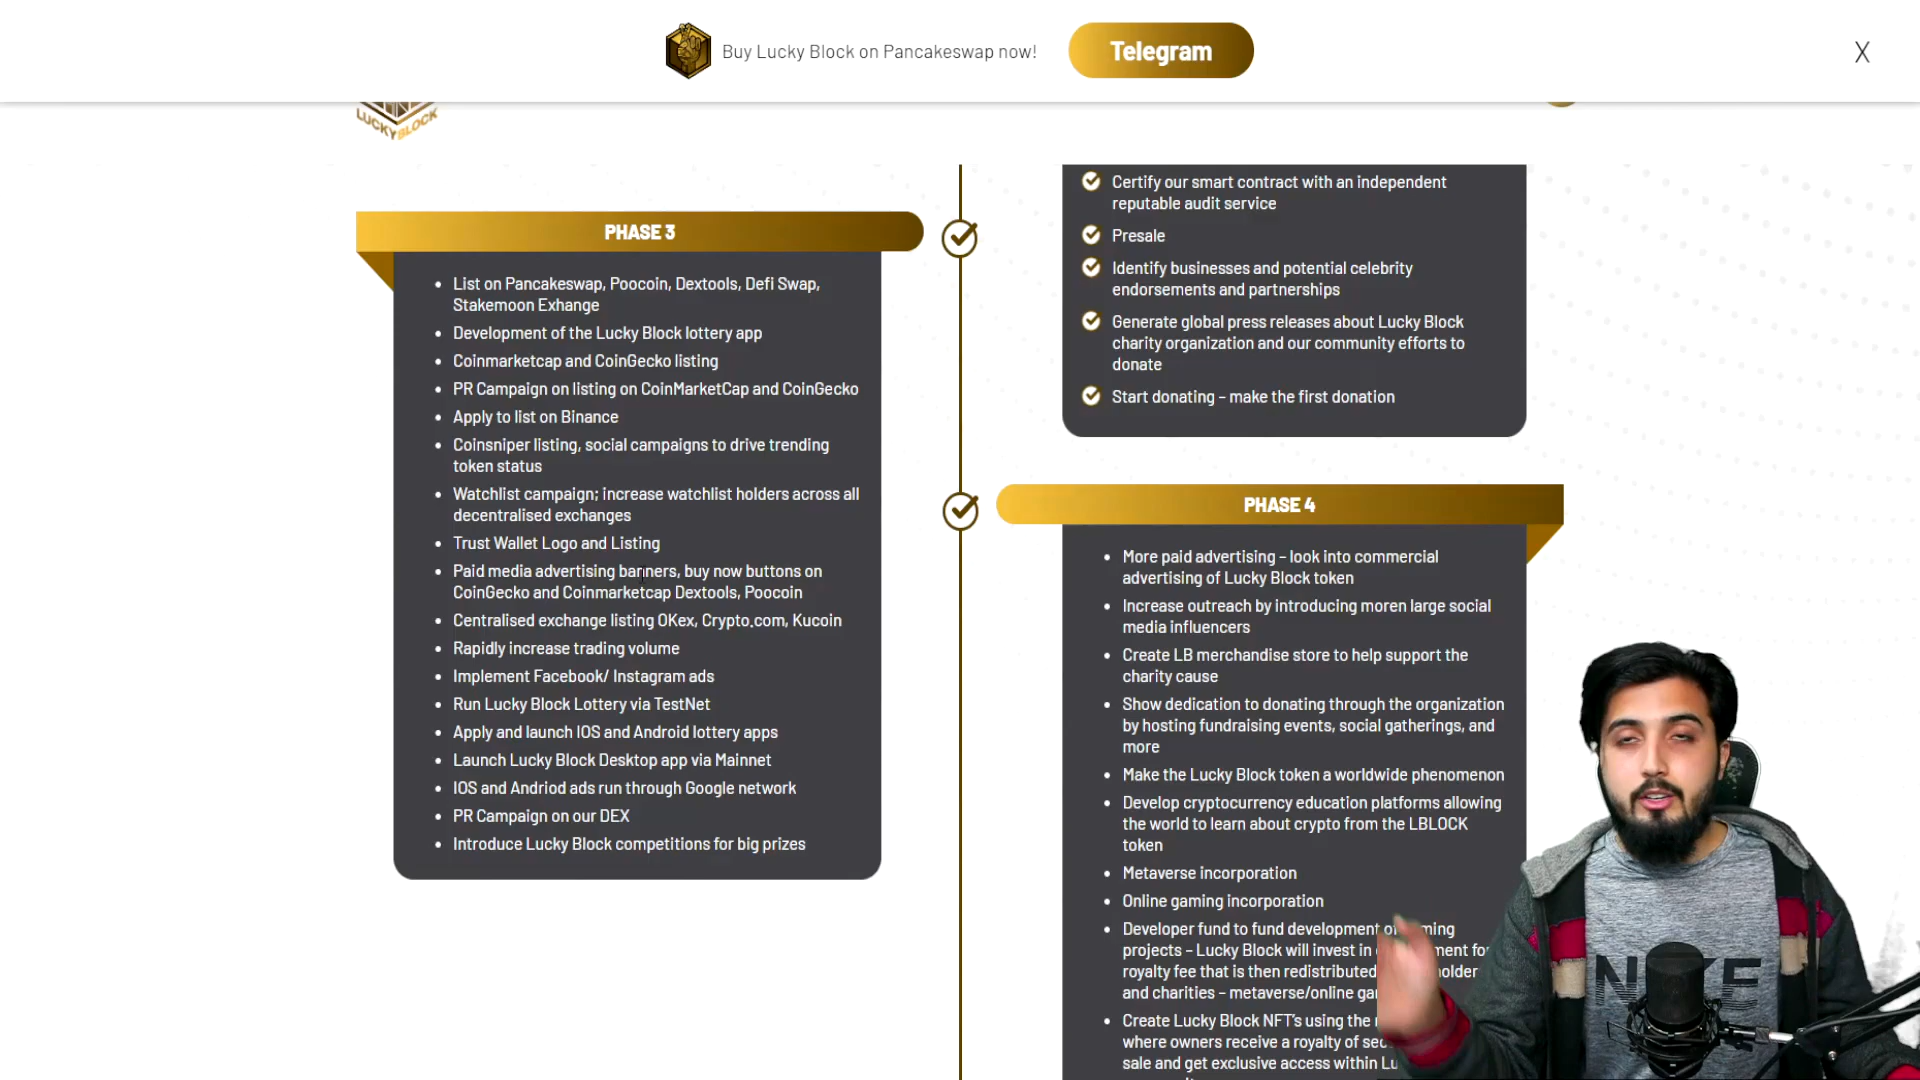 Buy Lucky Block on Pancakeswap now!
Telegram
X
LUCKY BLOCK
PHASE 3
List on Pancakeswap, Poocoin, Dextools, Defi Swap,
Stakemoon Exhange
Development of the Lucky Block lottery app
Coinmarketcap and CoinGecko listing
PR Campaign on listing on CoinMarketCap and CoinGecko
Apply to list on Binance
Coinsniper listing, social campaigns to drive trending
token status
Watchlist campaign; increase watchlist holders across all
decentralised exchanges
Trust Wallet Logo and Listing
Paid media advertising banners, buy now buttons on
CoinGecko and Coinmarketcap Dextools, Poocoin
Centralised exchange listing OKex, Crypto.com, Kucoin
Rapidly increase trading volume
Implement Facebook/ Instagram ads
Run Lucky Block Lottery via TestNet
Apply and launch IOS and Android lottery apps
Launch Lucky Block Desktop app via Mainnet
IOS and Andriod ads run through Google network
PR Campaign on our DEX
Introduce Lucky Block competitions for big prizes
Certify our smart contract with an independent
reputable audit service
Presale
Identify businesses and potential celebrity
endorsements and partnerships
Generate global press releases about Lucky Block
charity organization and our community efforts to
donate
Start donating – make the first donation
PHASE 4
More paid advertising – look into commercial
advertising of Lucky Block token
Increase outreach by introducing moren large social
media influencers
Create LB merchandise store to help support the
charity cause
Show dedication to donating through the organization
by hosting fundraising events, social gatherings, and
more
Make the Lucky Block token a worldwide phenomenon
Develop cryptocurrency education platforms allowing
the world to learn about crypto from the LBLOCK
token
Metaverse incorporation
Online gaming incorporation
Developer fund to fund development
projects – Lucky Block will invest in
royalty fee that is then redistributed
and charities – metaverse/online
Create Lucky Block NFT's using the
where owners receive a royalty of
sale and get exclusive access within